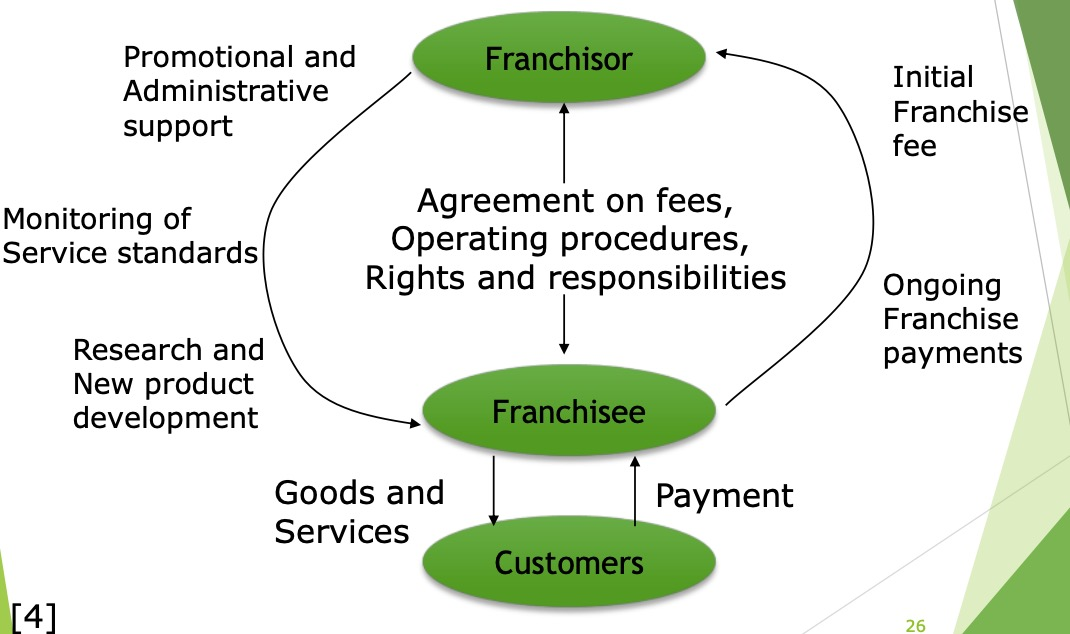 Franchisor
Promotional and
Administrative
support
Initial
Franchise
fee
Agreement on fees,
Operating procedures,
Rights and responsibilities
Monitoring of
Service standards
Ongoing
Franchise
payments
Research and
New product
development
Franchisee
Goods and
Services
Payment
Customers
[4]
26